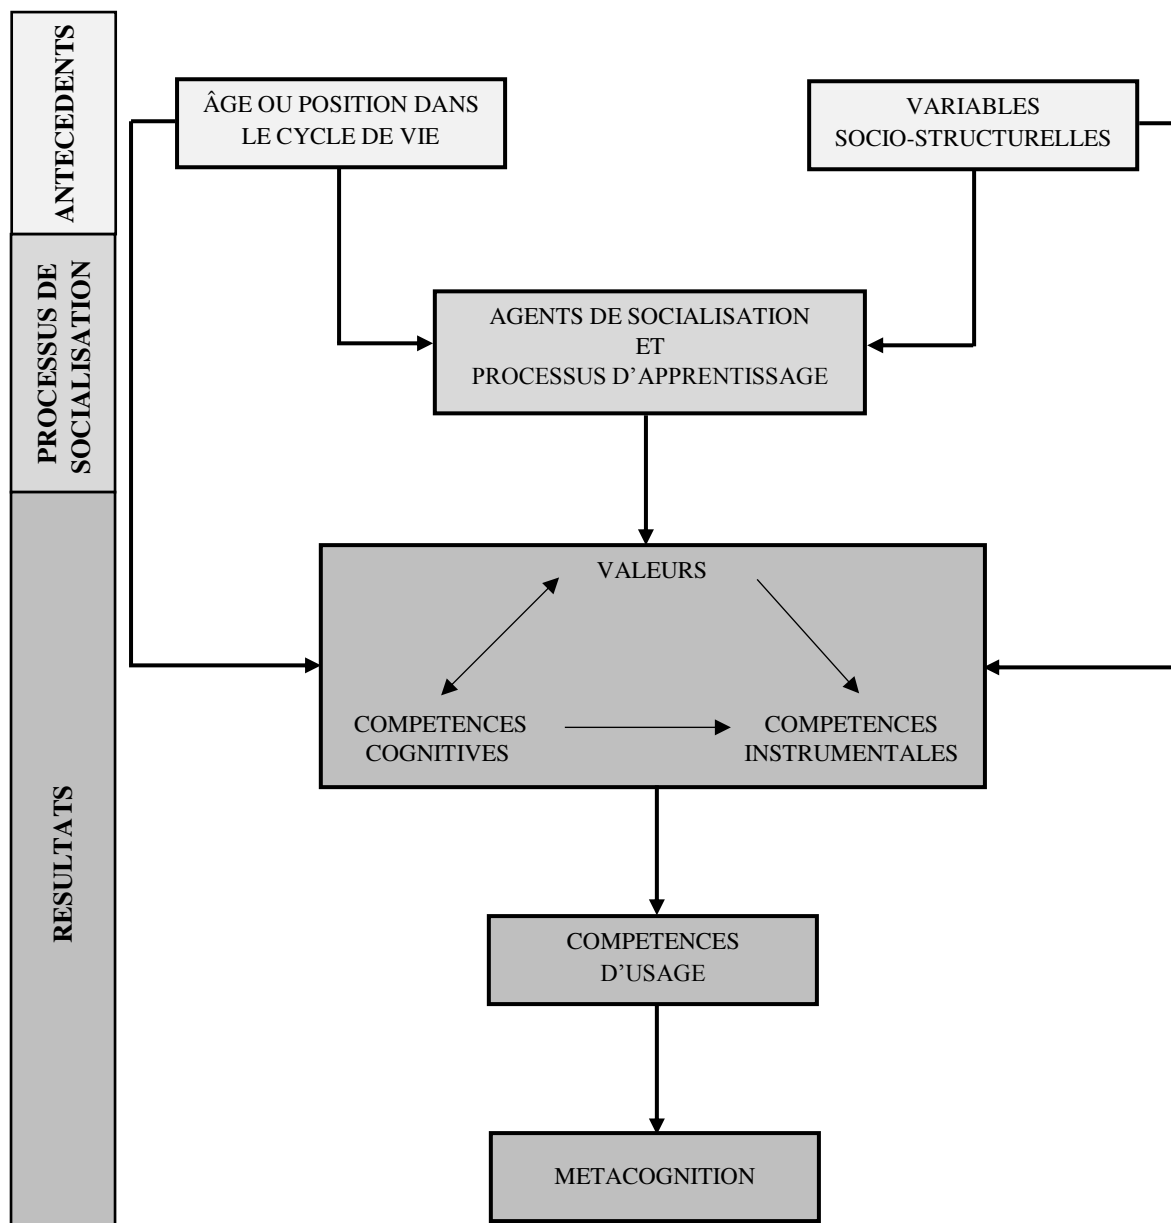 ANTECEDENTS
ÂGE OU POSITION DANS
LE CYCLE DE VIE
VARIABLES
SOCIO-STRUCTURELLES
PROCESSUS DE
SOCIALISATION
AGENTS DE SOCIALISATION
ET
PROCESSUS D’APPRENTISSAGE
RESULTATS
VALEURS
COMPETENCES
COGNITIVES
COMPETENCES
INSTRUMENTALES
COMPETENCES
D’USAGE
METACOGNITION